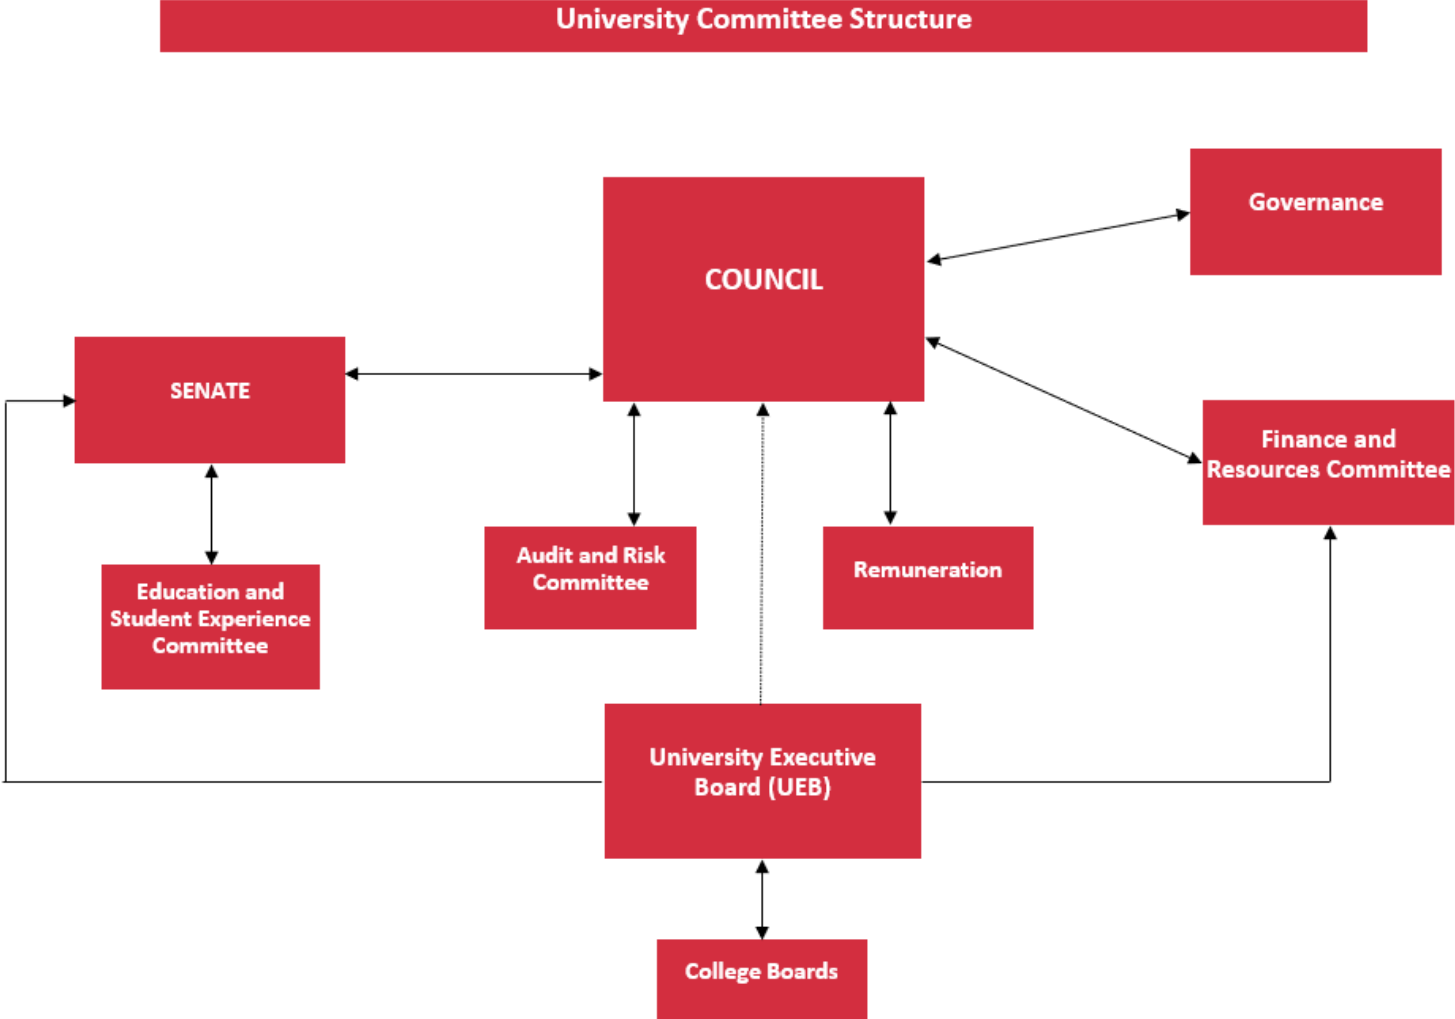 University Committee Structure
Governance
COUNCIL
SENATE
Finance and
Resources Committee
Audit and Risk
Committee
Remuneration
Education and
Student Experience
Committee
University Executive
Board (UEB)
College Boards